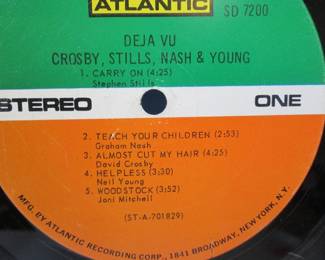 ATLANTIC
SD 7200
DEJA VU
CROSBY, STILLS, NASH & YOUNG
1. CARRY ON (4:25)
Stephen Stills
STEREO
ONE
2. TEACH YOUR CHILDREN (2:53)
Graham Nash
3. ALMOST CUT MY HAIR (4:25)
David Crosby
4. HELPLESS (3:30)
Neil Young
5. WOODSTOCK (3:52)
Joni Mitchell
(ST-A-701829)
MFG. BY ATLANTIC RECORDING CORP., 1841 BROADWAY, NEW YORK, N.Y.